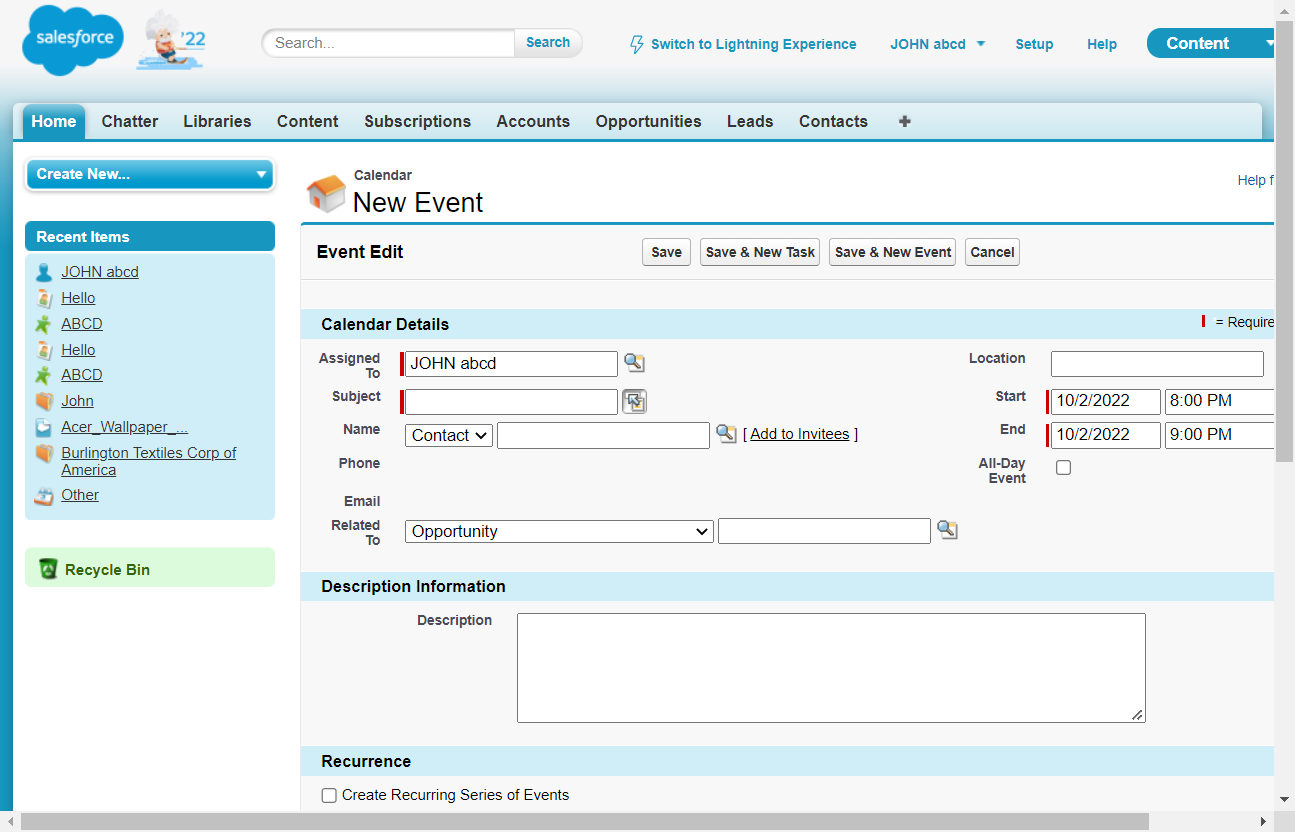 salesforce
'22
Search...
Search
Switch to Lightning Experience
JOHN abcd
Setup
Help
Content
Home
Chatter
Libraries
Content
Subscriptions
Accounts
Opportunities
Leads
Contacts
Create New...
Recent Items
JOHN abcd
Hello
ABCD
Hello
ABCD
John
Acer_Wallpaper_...
Burlington Textiles Corp of
America
Other
Recycle Bin
Calendar
New Event
Help f
Event Edit
Save
Save & New Task
Save & New Event
Cancel
Calendar Details
= Require
Assigned
To
JOHN abcd
Location
Subject
Start
10/2/2022
8:00 PM
Name
Contact
[ Add to Invitees ]
End
10/2/2022
9:00 PM
Phone
All-Day
Event
Email
Related
To
Opportunity
Description Information
Description
Recurrence
Create Recurring Series of Events